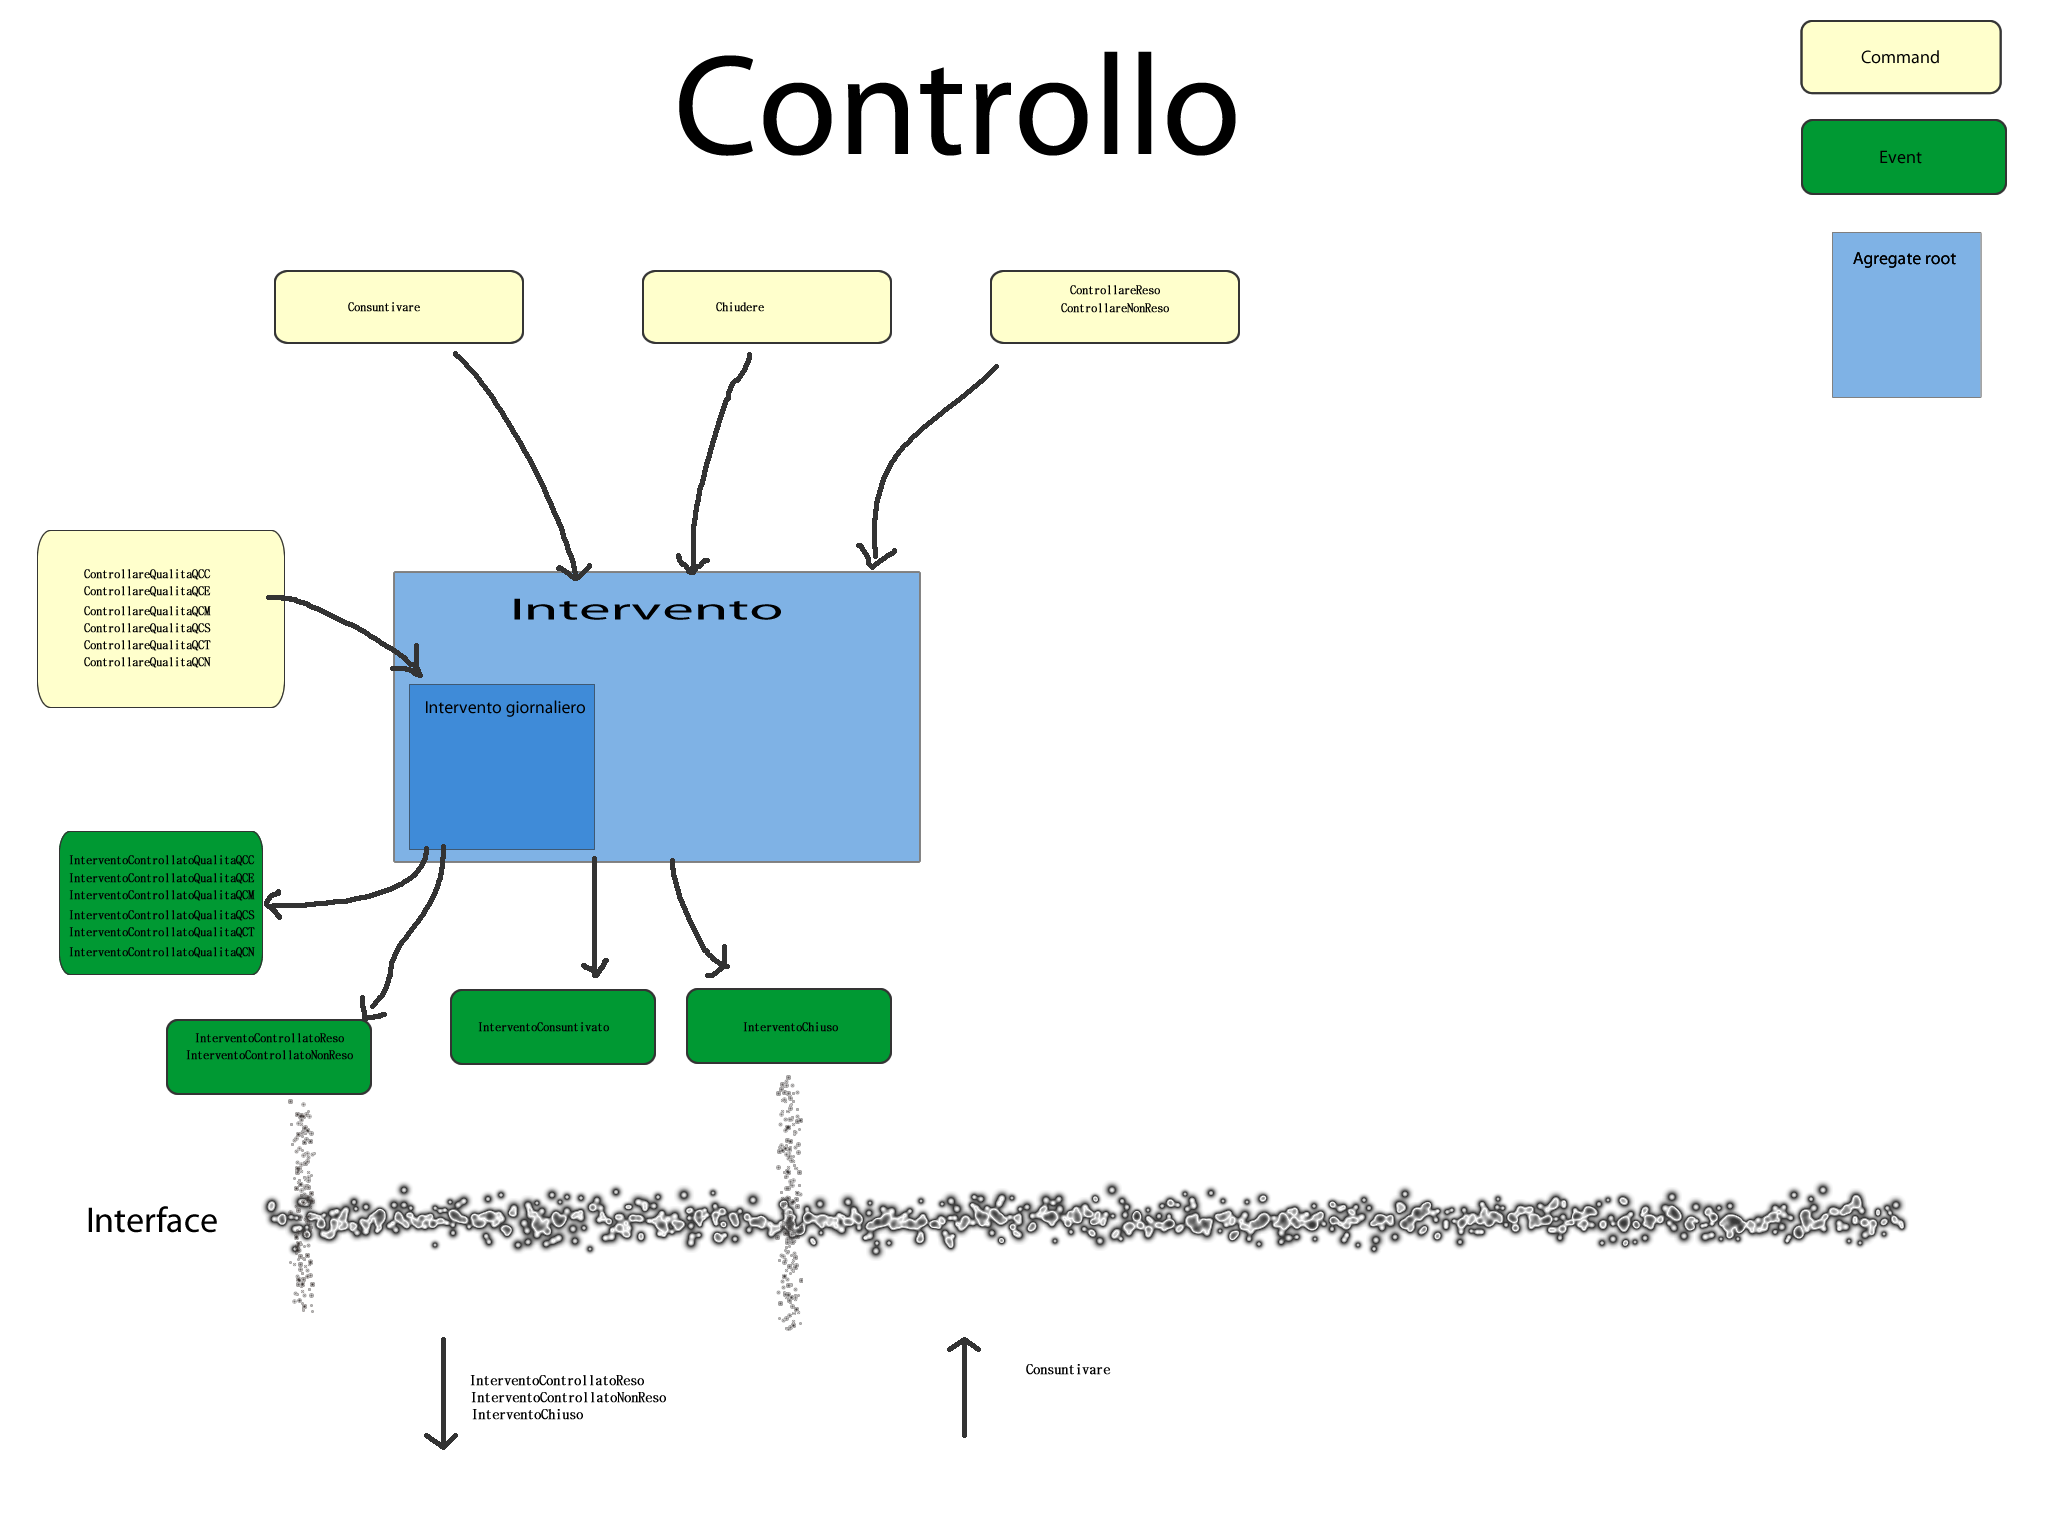 Controllo
Command
Event
Agregate root
Consuntivare
Chiudere
ControllareReso
ControllareNonReso
ControllareQualitaQCC
ControllareQualitaQCE
ControllareQualitaQCM
ControllareQualitaQCS
ControllareQualitaQCT
ControllareQualitaQCN
Intervento
Intervento giornaliero
InterventoControllatoQualitaQCC
InterventoControllatoQualitaQCE
InterventoControllatoQualitaQCM
InterventoControllatoQualitaQCS
InterventoControllatoQualitaQCT
InterventoControllatoQualitaQCN
InterventoControllatoReso
InterventoControllatoNonReso
InterventoConsuntivato
InterventoChiuso
Interface
InterventoControllatoReso
InterventoControllatoNonReso
InterventoChiuso
Consuntivare